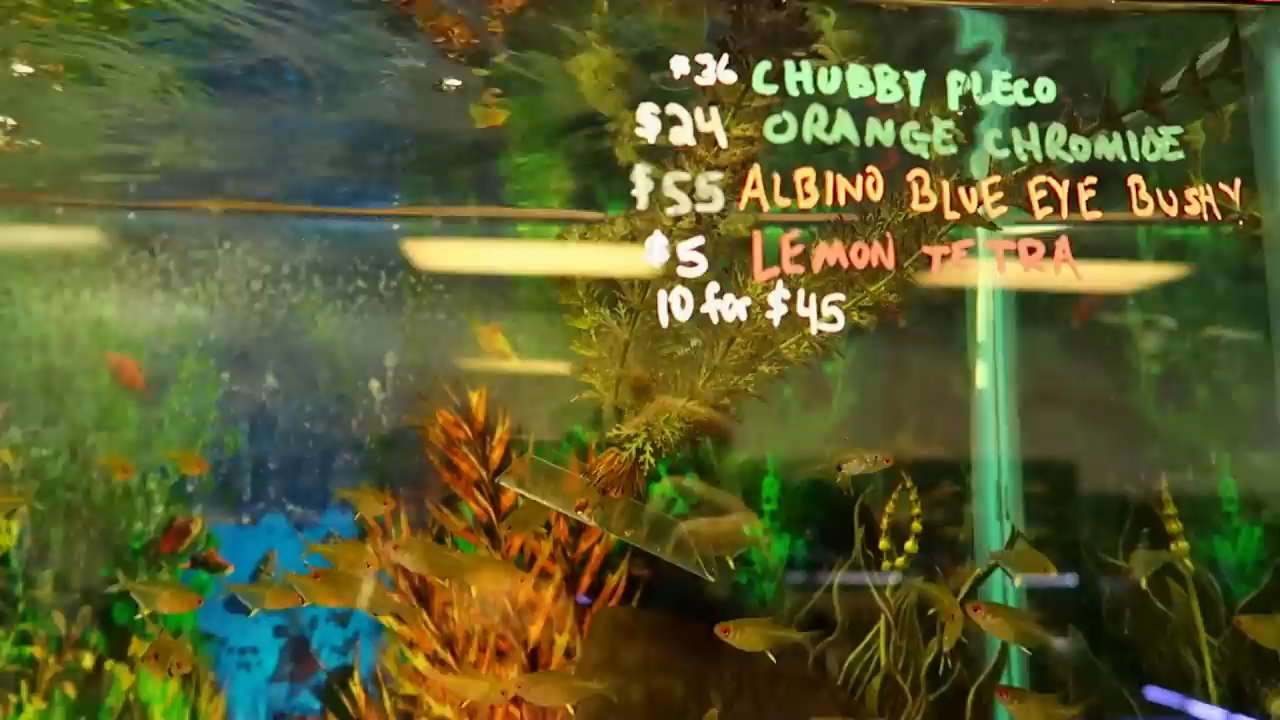 $36 CHUBBY PLECO
$24 ORANGE CHROMIDE
$55 ALBINO BLUE EYE BUSHY
$5 LEMON TETRA
10 for $45